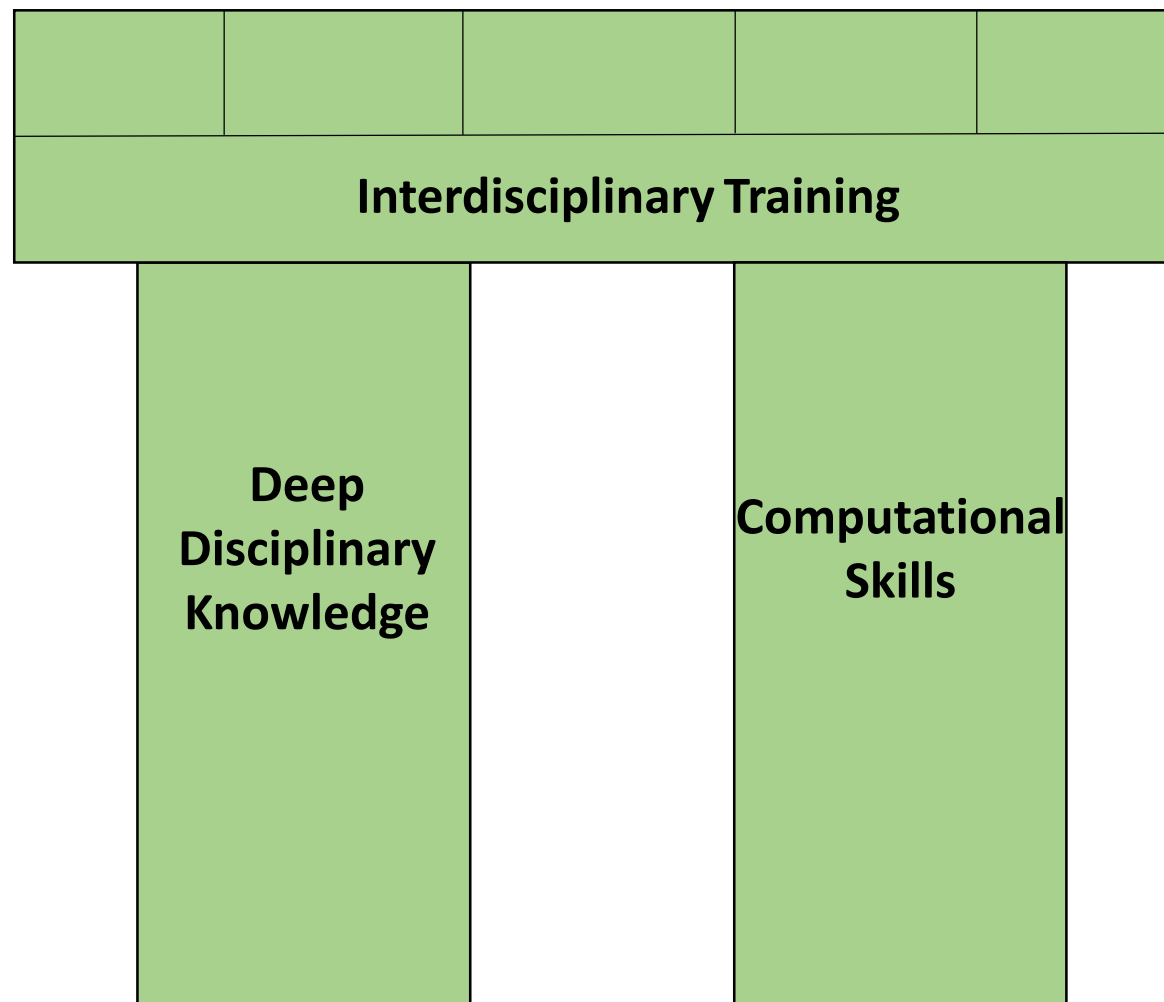 Interdisciplinary Training
Deep
Disciplinary
Knowledge
Computational
Skills